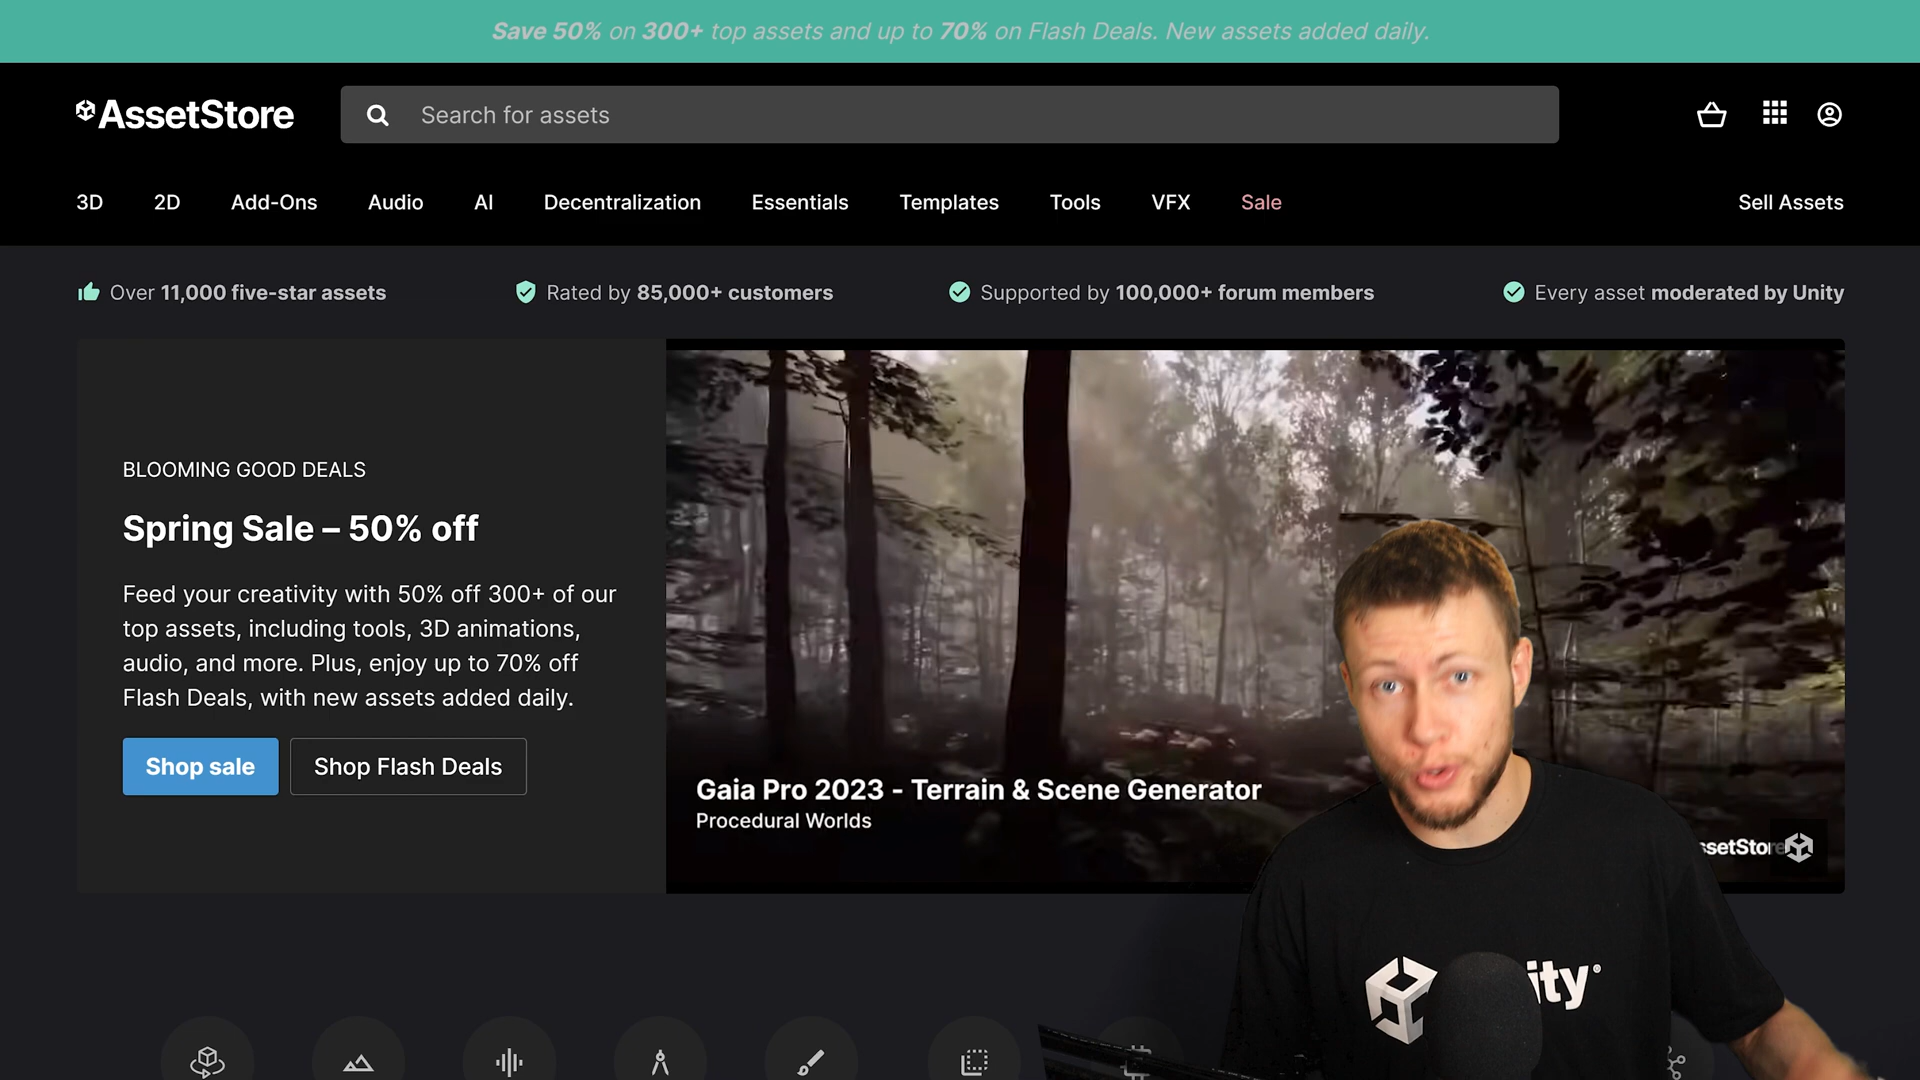 Save 50% on 300+ top assets and up to 70% on Flash Deals. New assets added daily.
AssetStore
Search for assets
3D 2D Add-Ons Audio AI Decentralization Essentials Templates Tools VFX Sale Sell Assets
Over 11,000 five-star assets
Rated by 85,000+ customers
Supported by 100,000+ forum members
Every asset moderated by Unity
BLOOMING GOOD DEALS
Spring Sale – 50% off
Feed your creativity with 50% off 300+ of our
top assets, including tools, 3D animations,
audio, and more. Plus, enjoy up to 70% off
Flash Deals, with new assets added daily.
Shop sale
Shop Flash Deals
Gaia Pro 2023 - Terrain & Scene Generator
Procedural Worlds
ssetStore
ity®